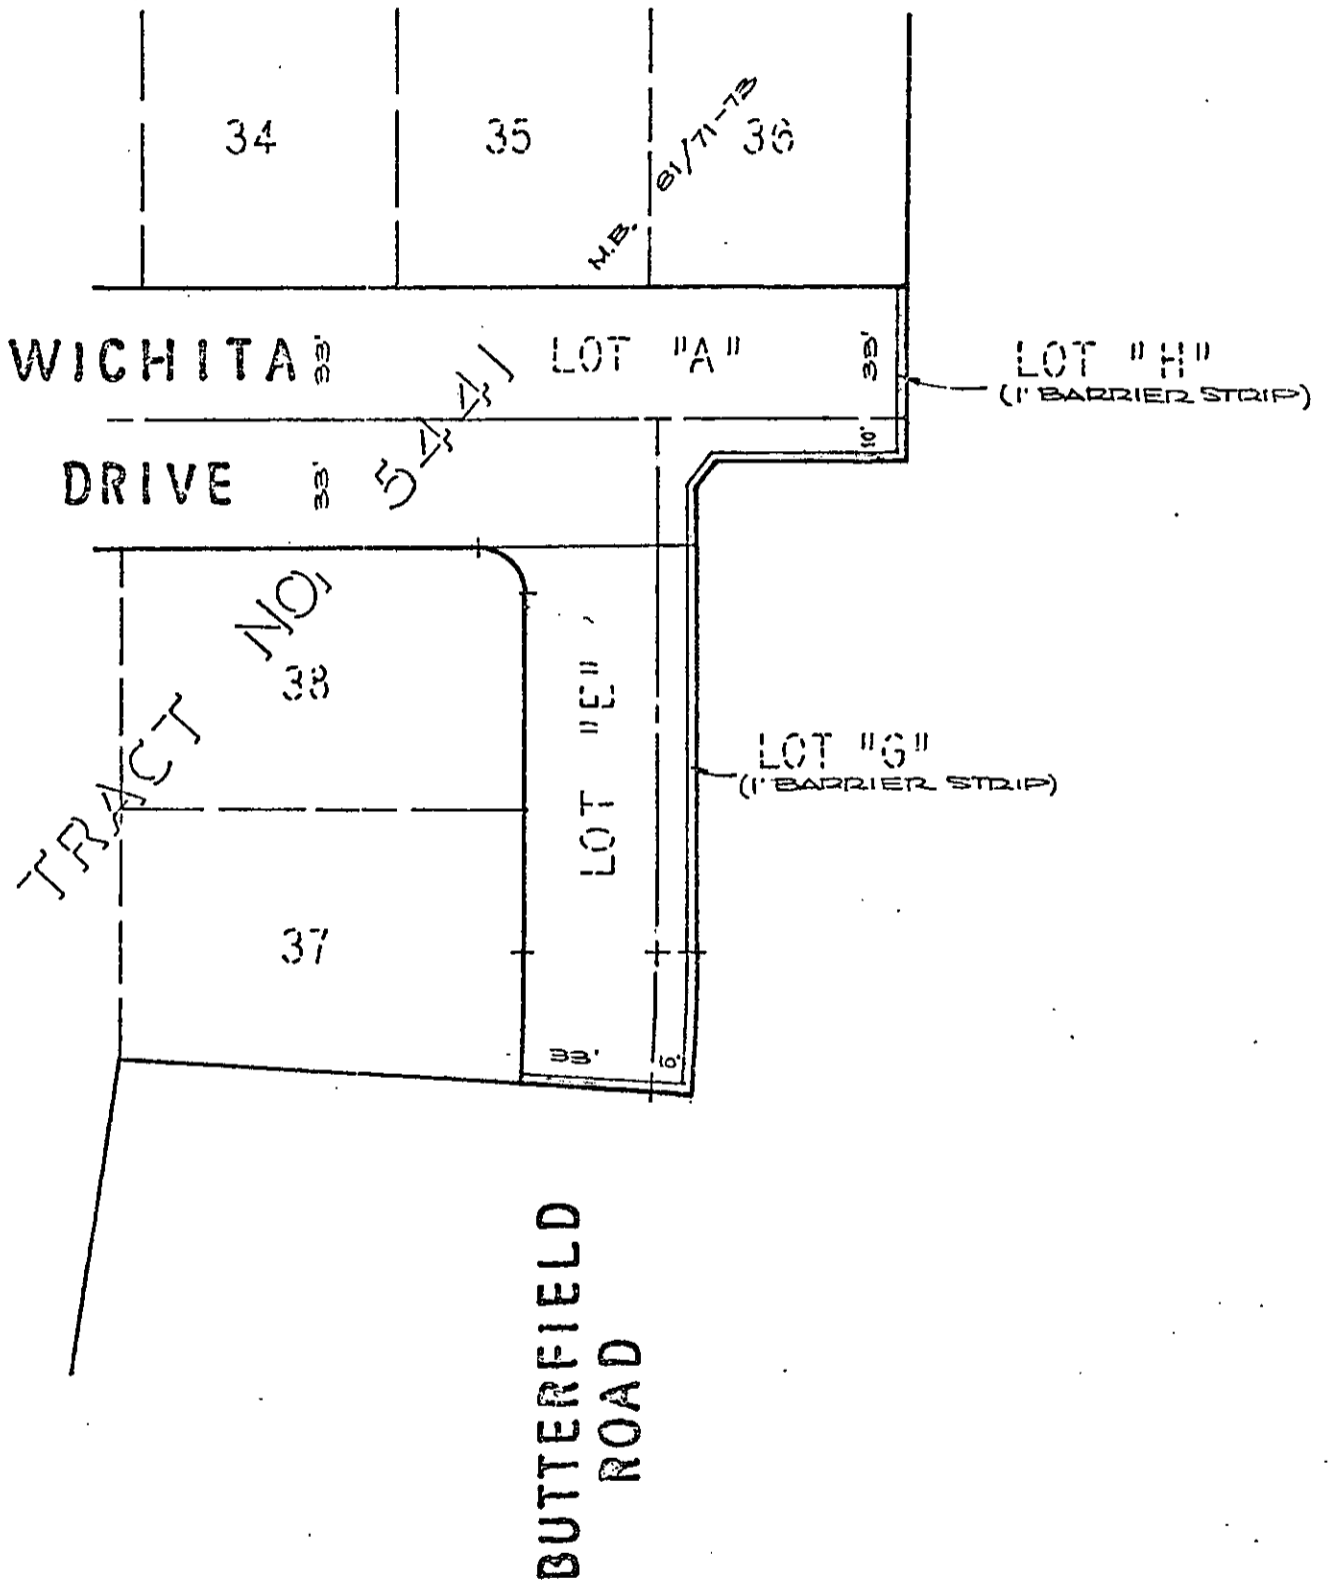 34
35
36
M.B. 81/71-73
WICHITA
33'
LOT "A"
33'
LOT "H"
(1' BARRIER STRIP)
10'
DRIVE
33'
TRACT NO. 5441
38
LOT "E"
LOT "G"
(1' BARRIER STRIP)
37
33'
BUTTERFIELD
ROAD